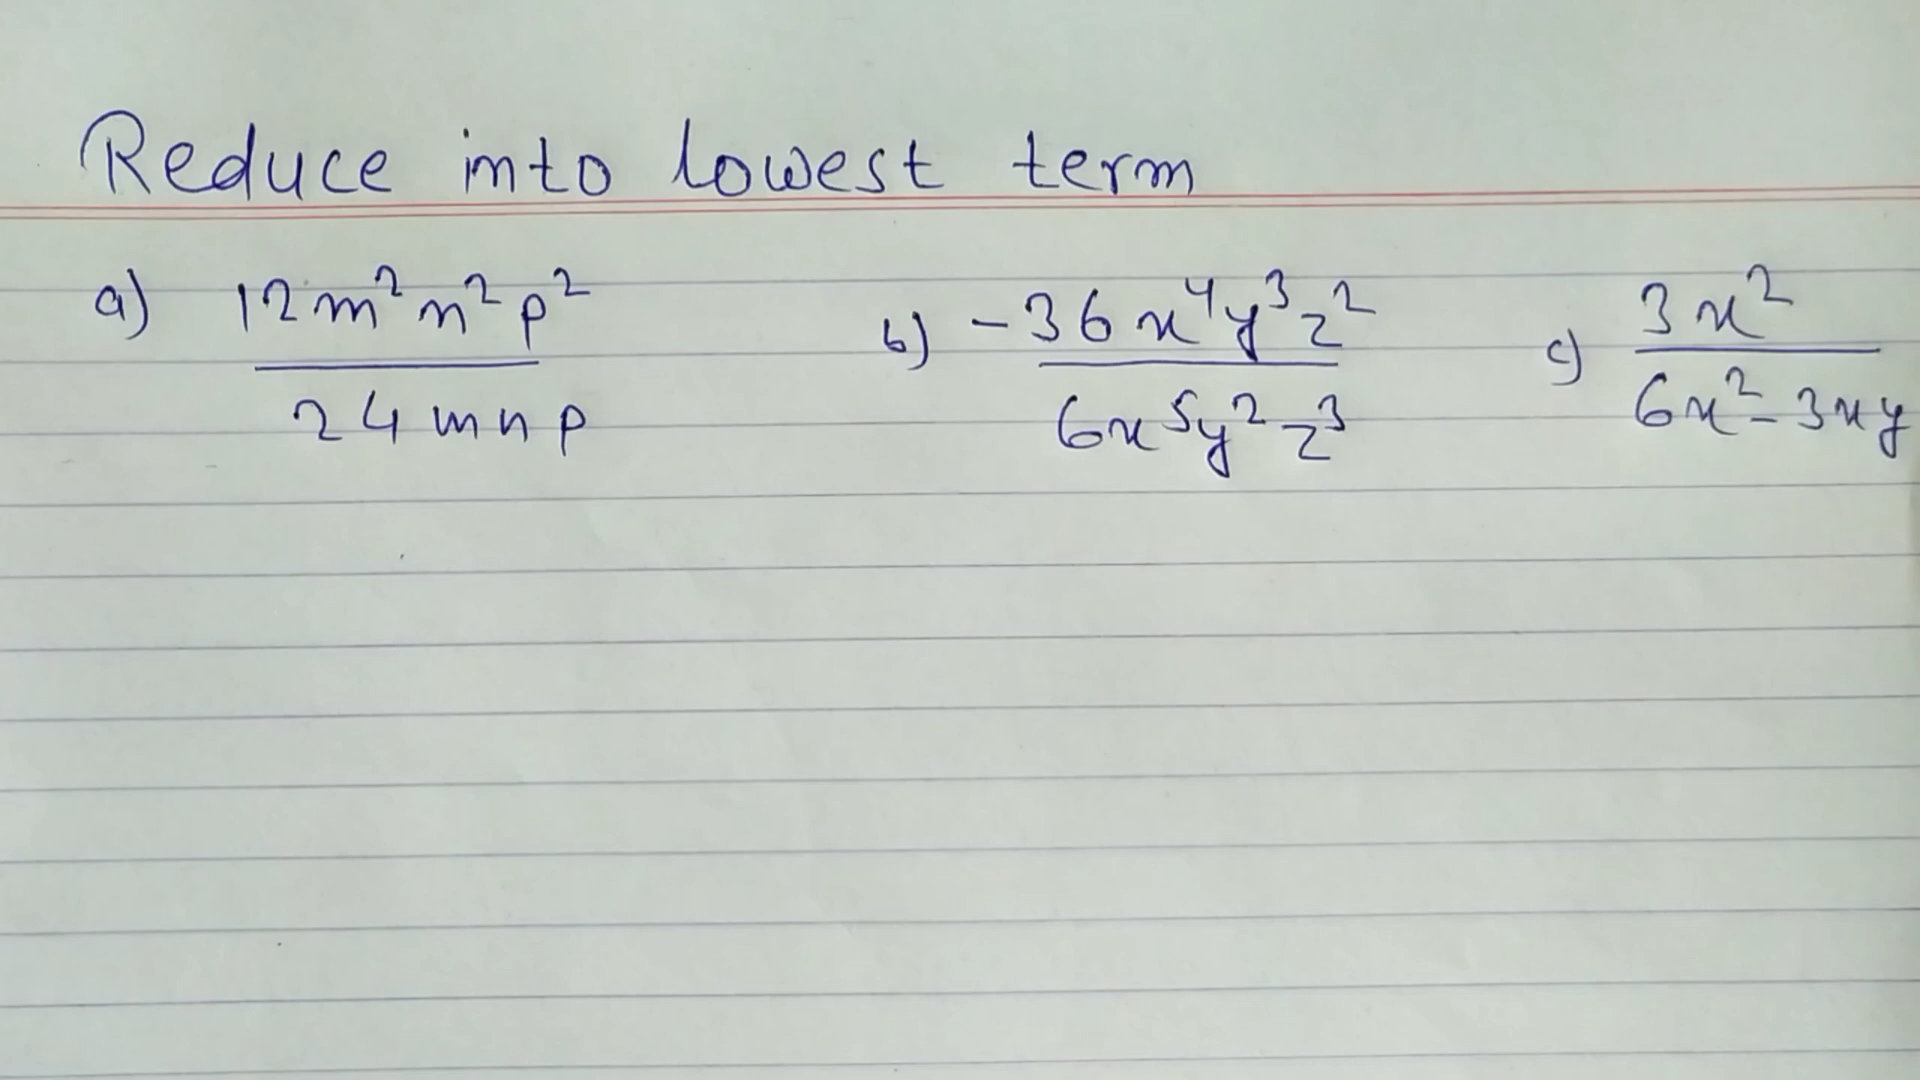 Reduce into lowest term
a) 12m²n²p² / 24mnp
b) -36x⁴y³z² / 6x⁵y²z³
c) 3x² / 6x²-3xy